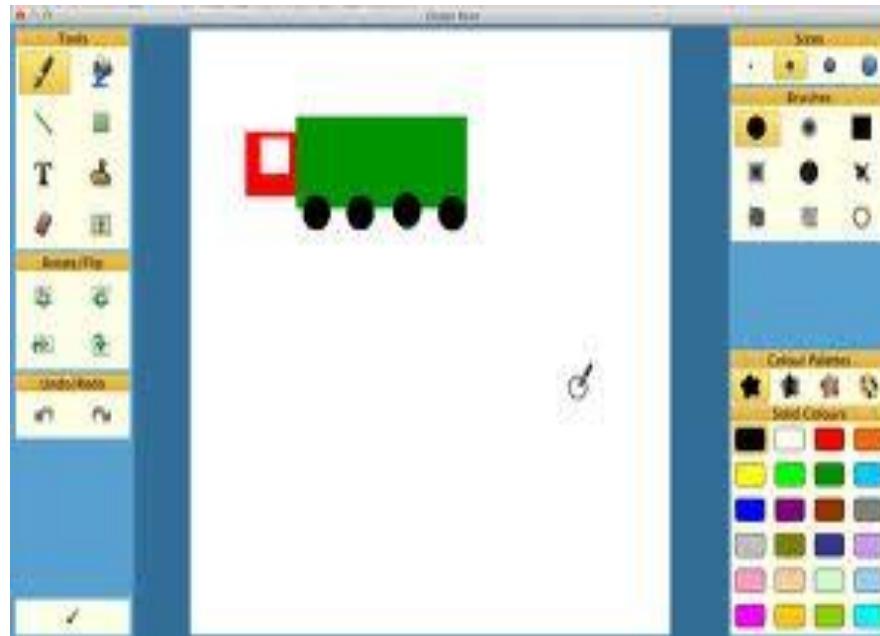 Tools
T
Rotate/Flip
Undo/Redo
Sizes
Brushes
Colour Palettes
Solid Colours